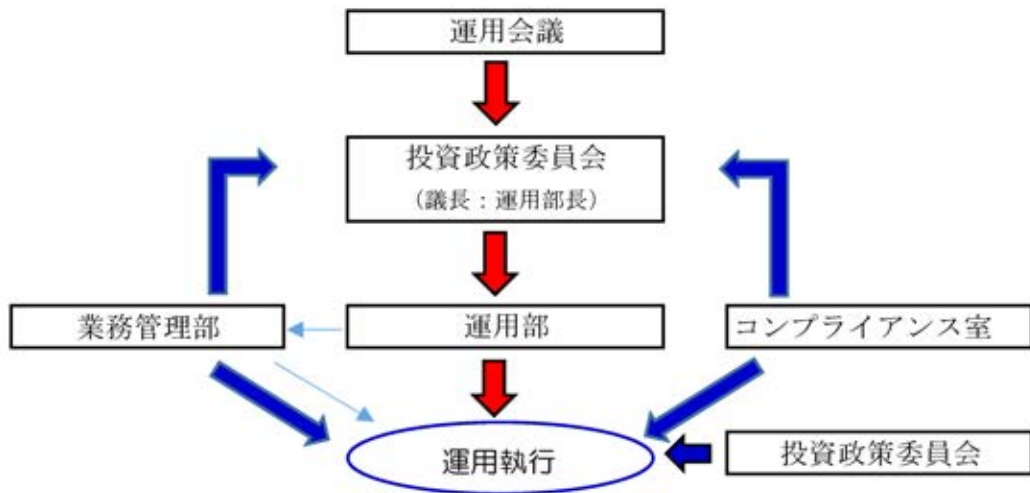 運用会議
投資政策委員会
(議長：運用部長)
業務管理部
運用部
コンプライアンス室
運用執行
投資政策委員会